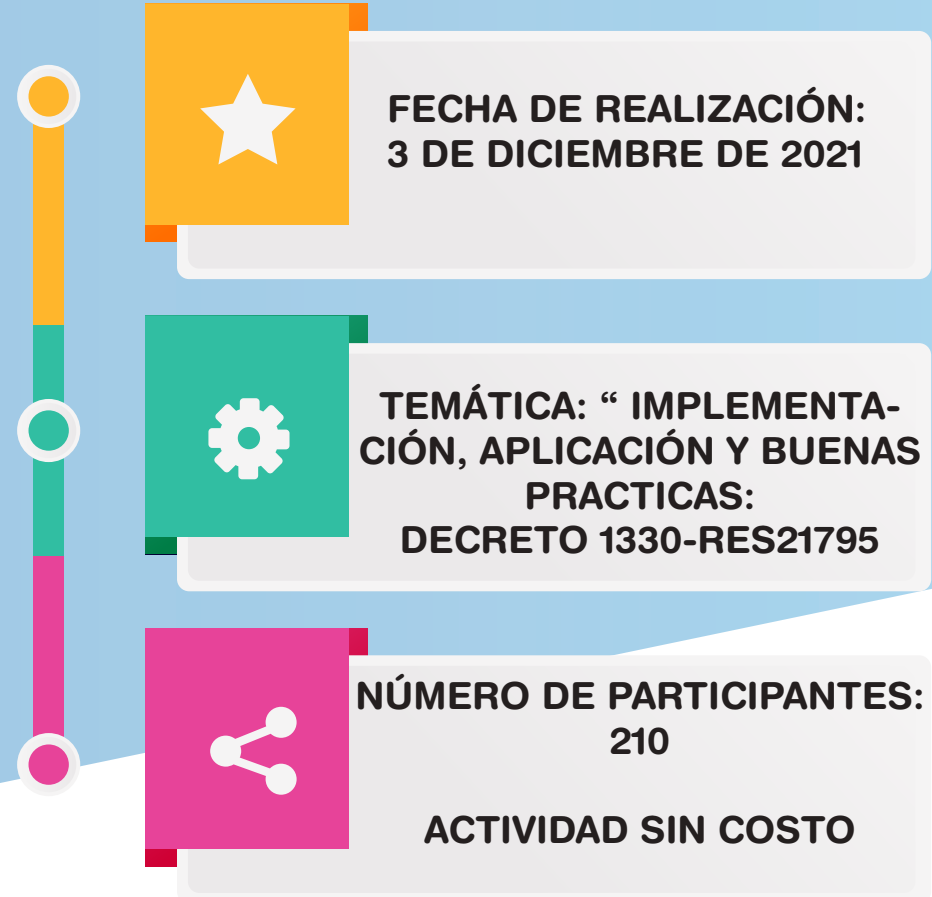 FECHA DE REALIZACIÓN:
3 DE DICIEMBRE DE 2021
TEMÁTICA: “ IMPLEMENTA-
CIÓN, APLICACIÓN Y BUENAS
PRACTICAS:
DECRETO 1330-RES21795
NÚMERO DE PARTICIPANTES:
210
ACTIVIDAD SIN COSTO